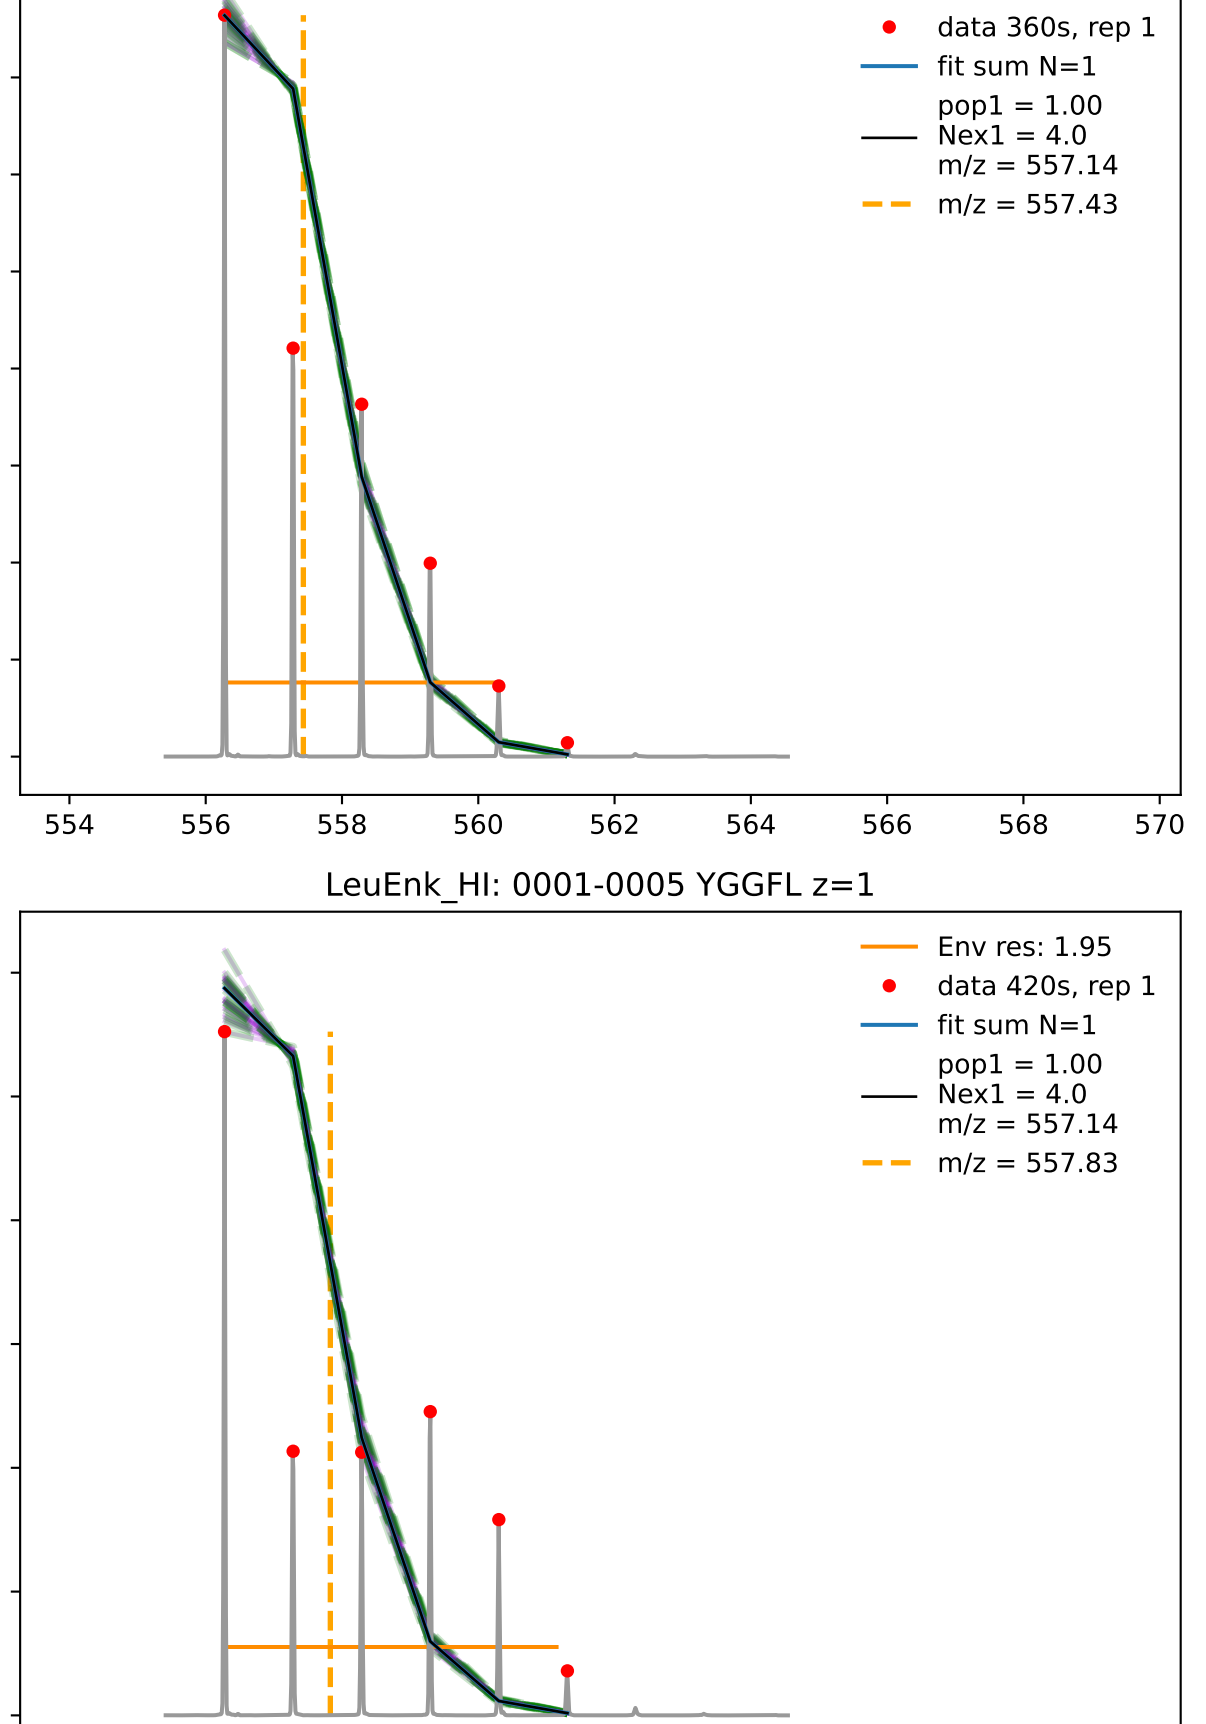 data 360s, rep 1
fit sum N=1
pop1 = 1.00
Nex1 = 4.0
m/z = 557.14
m/z = 557.43
554 556 558 560 562 564 566 568 570
LeuEnk_HI: 0001-0005 YGGFL z=1
Env res: 1.95
data 420s, rep 1
fit sum N=1
pop1 = 1.00
Nex1 = 4.0
m/z = 557.14
m/z = 557.83